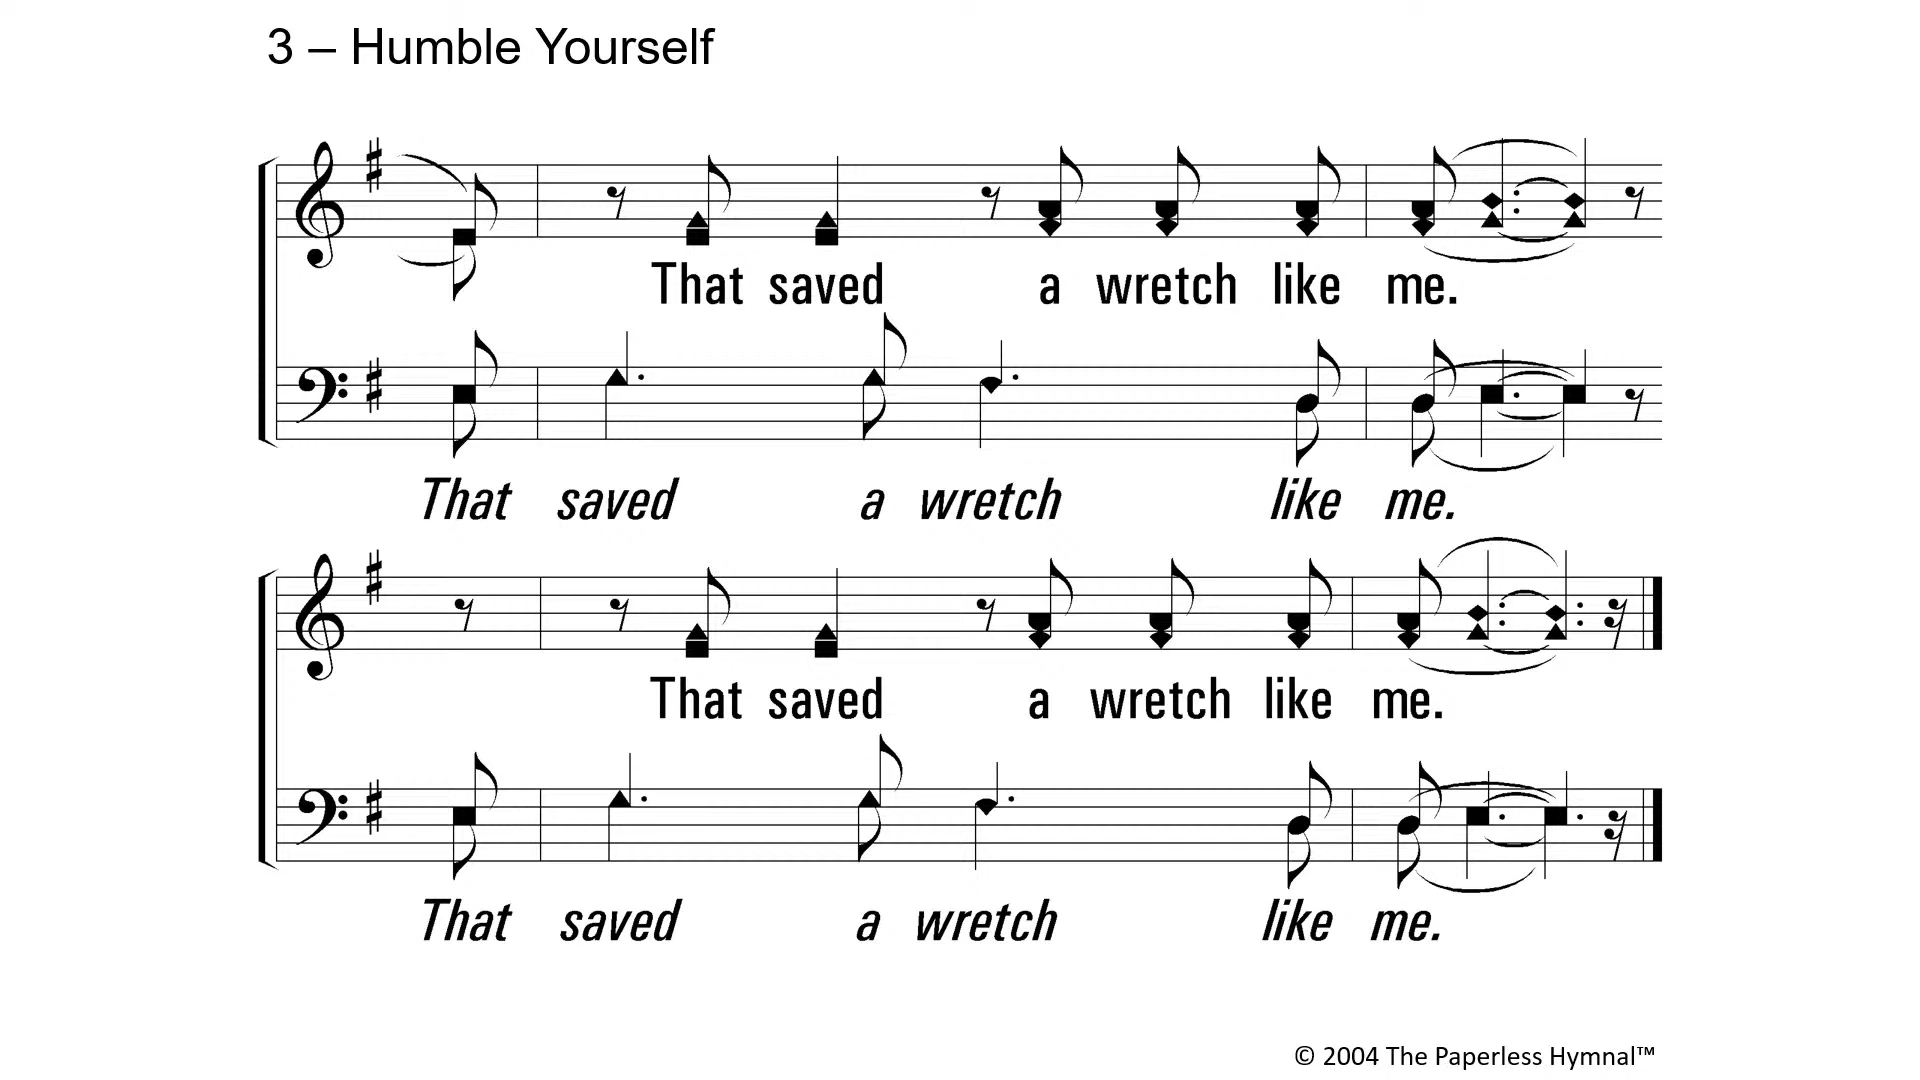 3 – Humble Yourself
That saved a wretch like me.
That saved a wretch like me.
That saved a wretch like me.
That saved a wretch like me.
© 2004 The Paperless Hymnal™